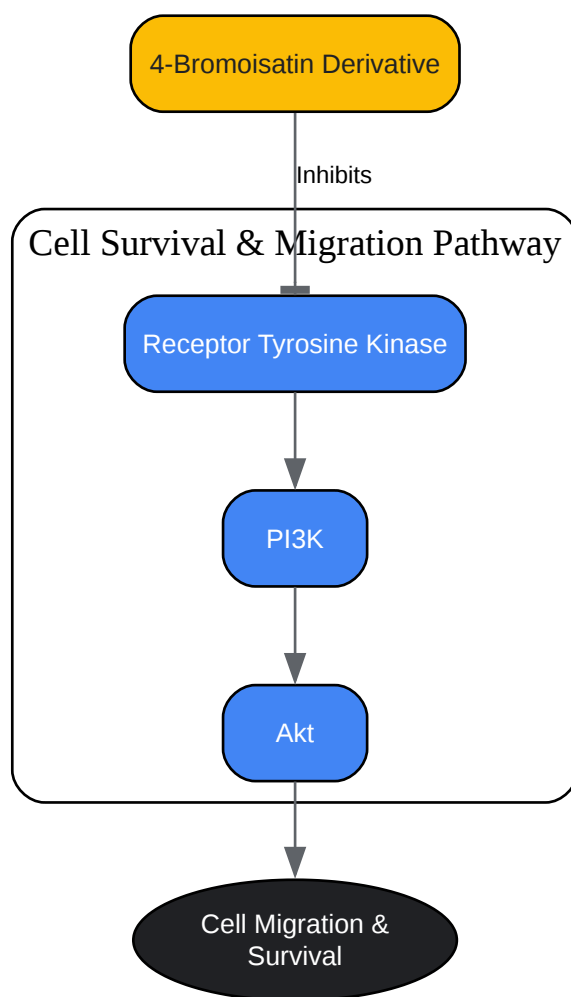 4-Bromoisatin Derivative
Inhibits
Cell Survival & Migration Pathway
Receptor Tyrosine Kinase
PI3K
Akt
Cell Migration &
Survival